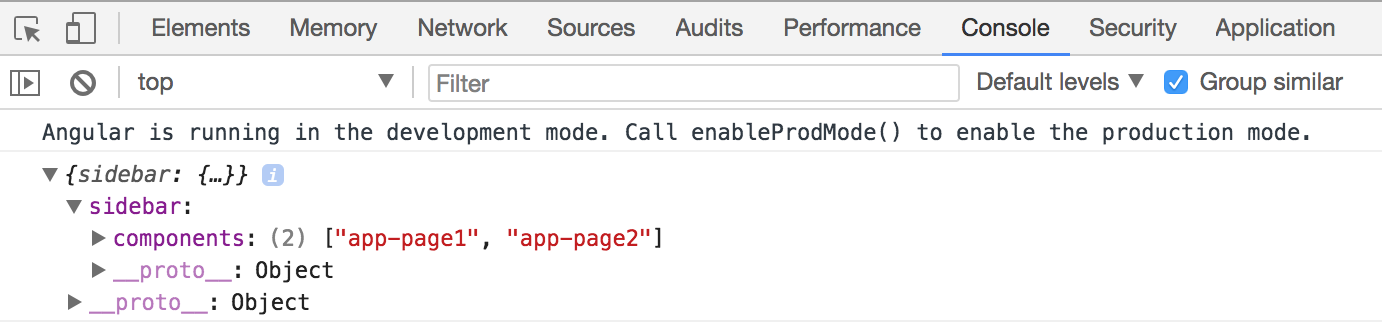 Elements Memory Network Sources Audits Performance Console Security Application
top Filter Default levels Group similar
Angular is running in the development mode. Call enableProdMode() to enable the production mode.
{sidebar: {…}} i
sidebar:
components: (2) ["app-page1", "app-page2"]
__proto__: Object
__proto__: Object